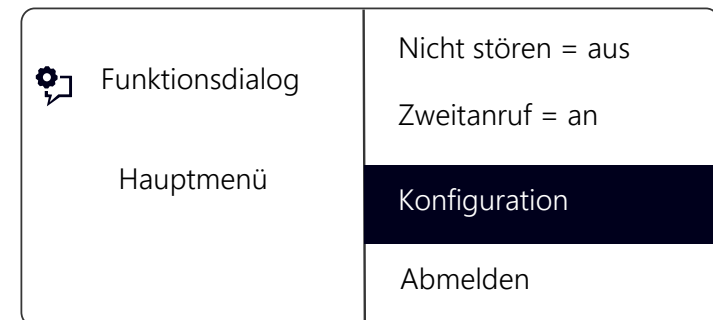 Funktionsdialog
Hauptmenü
Nicht stören = aus
Zweitanruf = an
Konfiguration
Abmelden